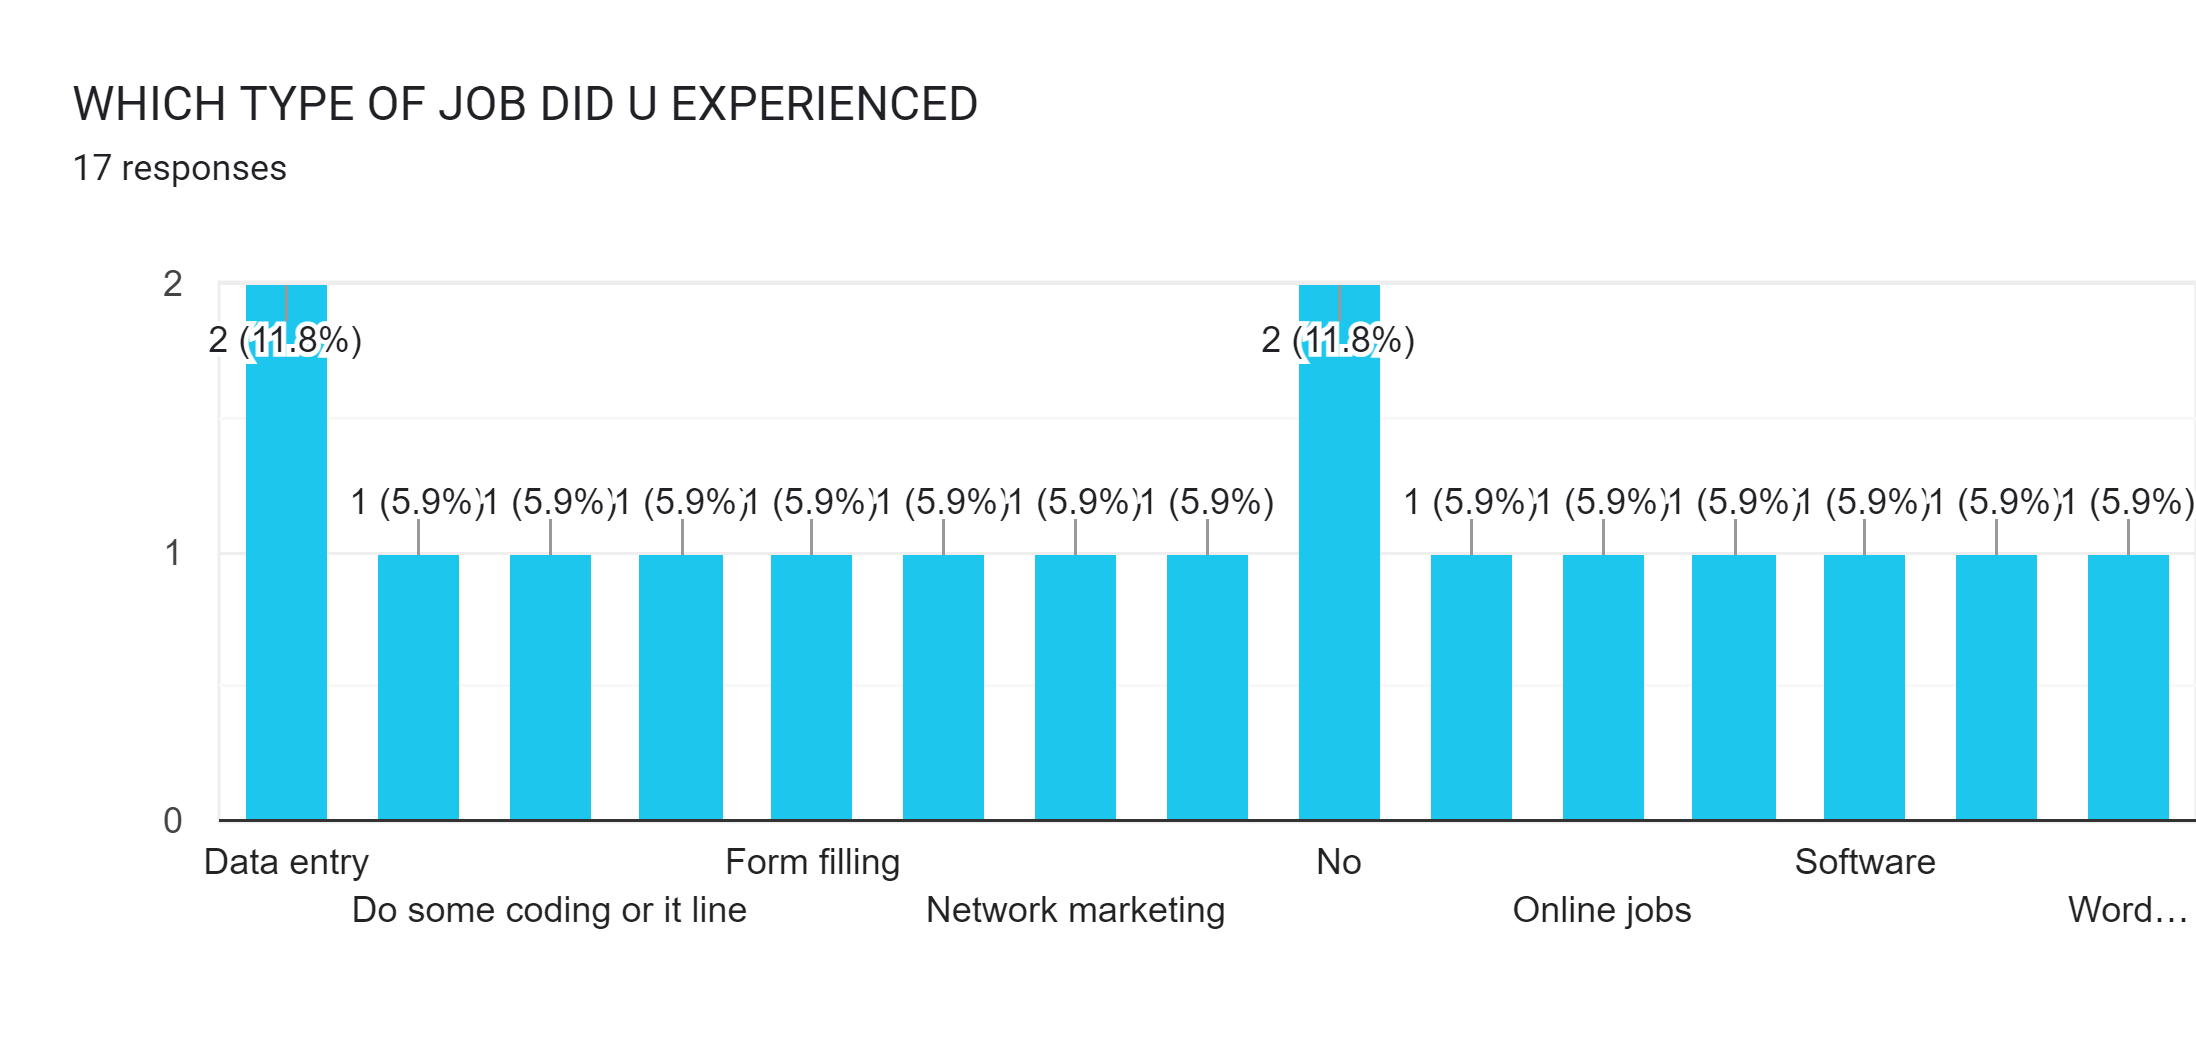 WHICH TYPE OF JOB DID U EXPERIENCED
17 responses
2
2 (11.8%) 2 (11.8%)
1 (5.9%) 1 (5.9%) 1 (5.9%) 1 (5.9%) 1 (5.9%) 1 (5.9%) 1 (5.9%) 1 (5.9%) 1 (5.9%) 1 (5.9%) 1 (5.9%) 1 (5.9%) 1 (5.9%)
1
0
Data entry Form filling No Software
Do some coding or it line Network marketing Online jobs Word…